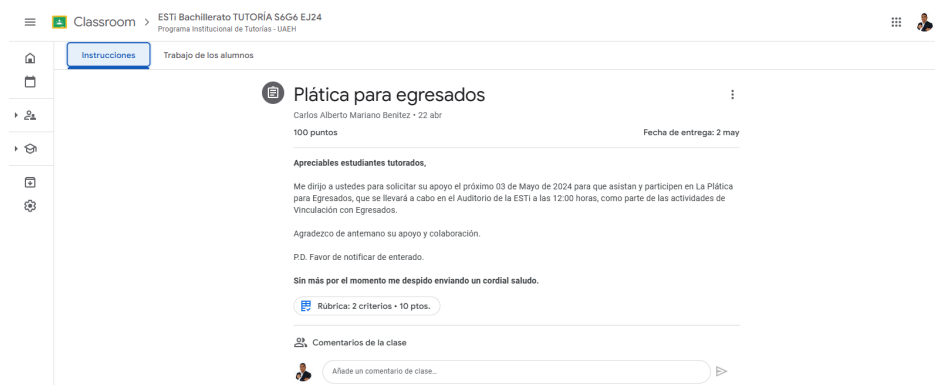 Classroom > ESTi Bachillerato TUTORÍA S6G6 EJ24
Programa Institucional de Tutorías - UAEH
Instrucciones Trabajo de los alumnos
Plática para egresados
Carlos Alberto Mariano Benitez • 22 abr
100 puntos Fecha de entrega: 2 may
Apreciables estudiantes tutorados,
Me dirijo a ustedes para solicitar su apoyo el próximo 03 de Mayo de 2024 para que asistan y participen en La Plática
para Egresados, que se llevará a cabo en el Auditorio de la ESTi a las 12:00 horas, como parte de las actividades de
Vinculación con Egresados.
Agradezco de antemano su apoyo y colaboración.
P.D. Favor de notificar de enterado.
Sin más por el momento me despido enviando un cordial saludo.
Rúbrica: 2 criterios • 10 ptos.
Comentarios de la clase
Añade un comentario de clase…